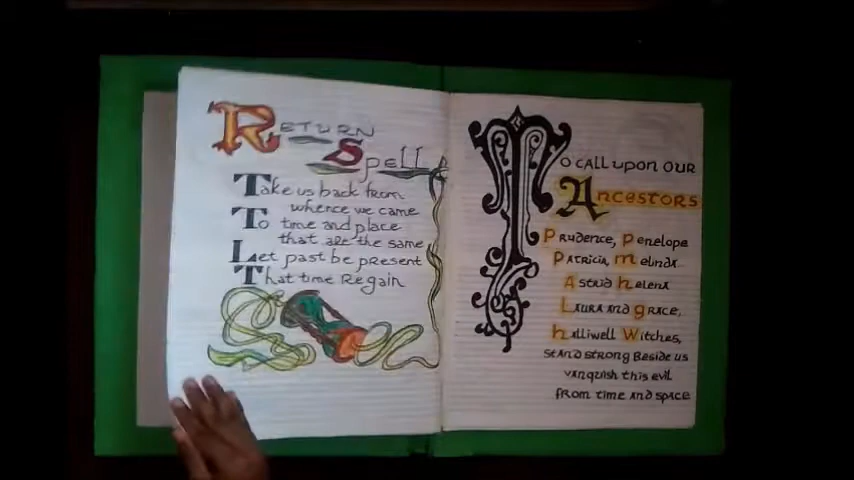 Return
Spell
Take us back from
whence we came
To time and place
that are the same
Let past be present
That time Regain
To call upon our
Ancestors
Prudence, Penelope
Patricia, melinda
Astrid helena
Laura and grace,
halliwell Witches,
stand strong Beside us
vanquish this evil
from time and space